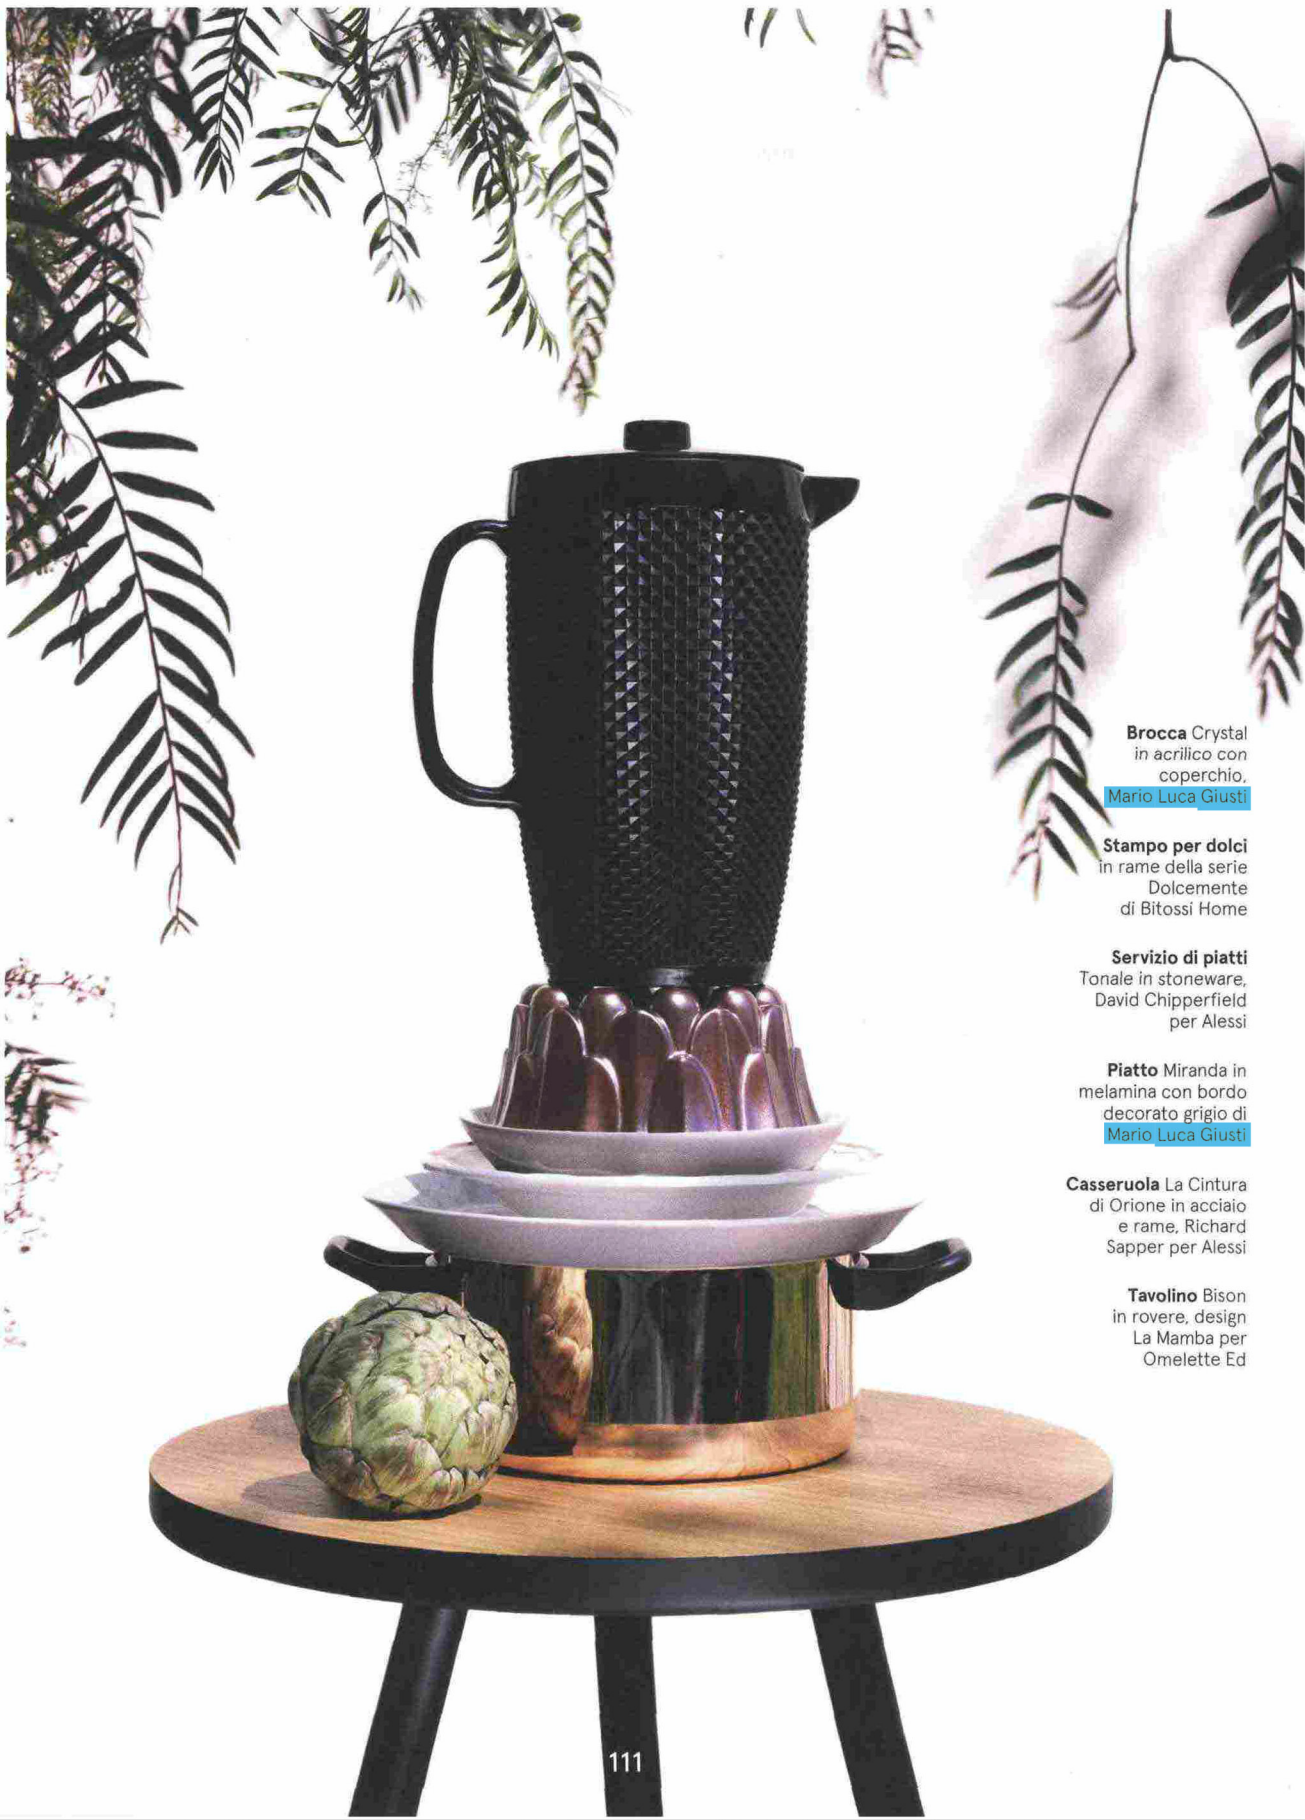 Brocca Crystal
in acrilico con
coperchio,
Mario Luca Giusti
Stampo per dolci
in rame della serie
Dolcemente
di Bitossi Home
Servizio di piatti
Tonale in stoneware,
David Chipperfield
per Alessi
Piatto Miranda in
melamina con bordo
decorato grigio di
Mario Luca Giusti
Casseruola La Cintura
di Orione in acciaio
e rame, Richard
Sapper per Alessi
Tavolino Bison
in rovere, design
La Mamba per
Omelette Ed
111